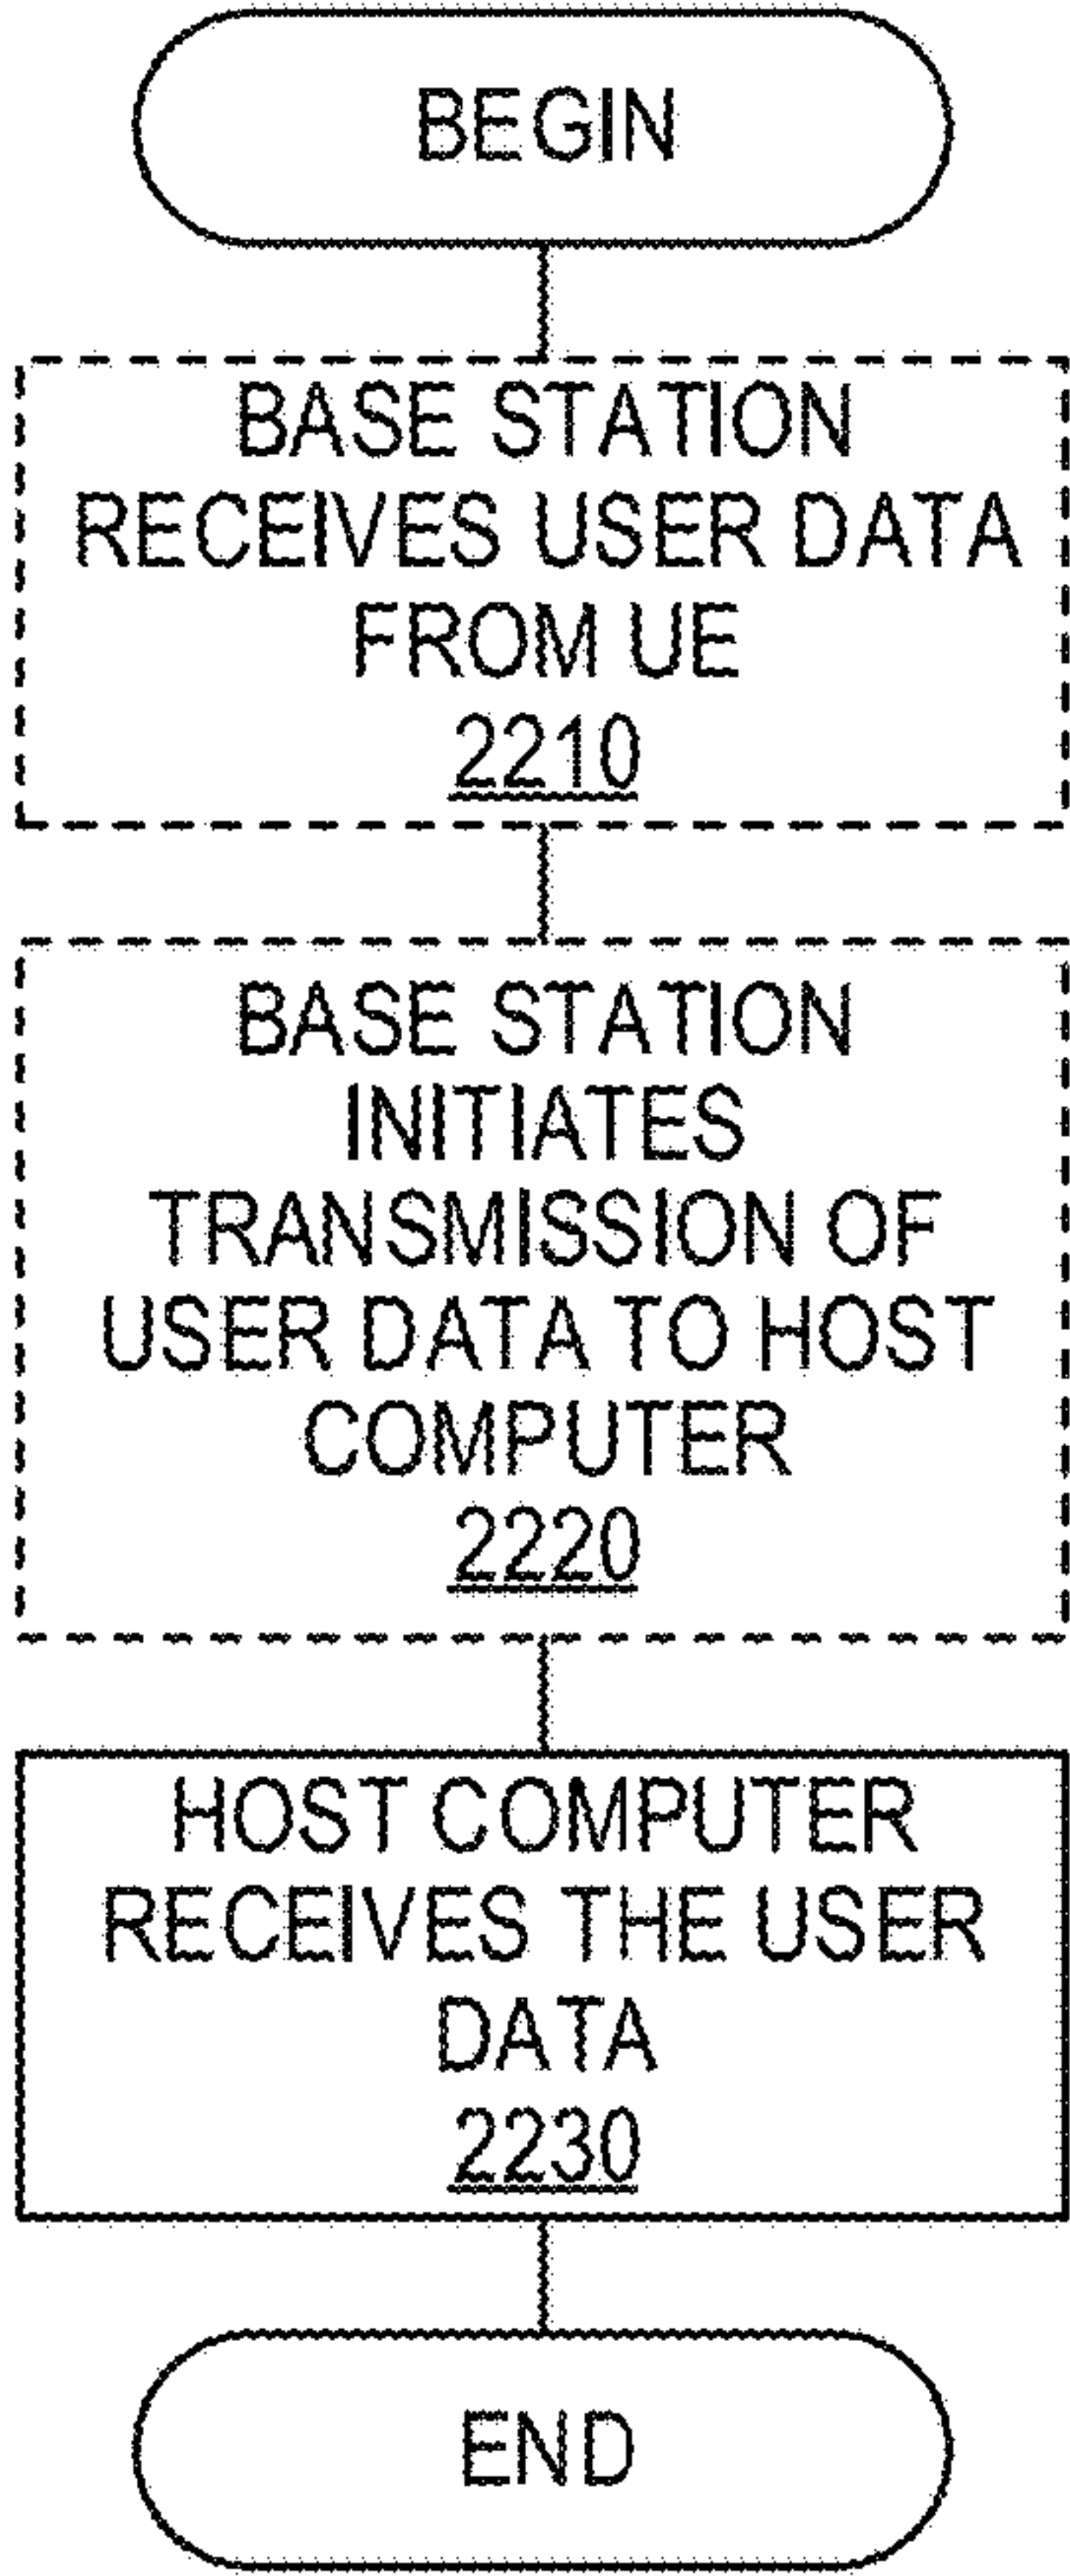 BEGIN
BASE STATION
RECEIVES USER DATA
FROM UE
2210
BASE STATION
INITIATES
TRANSMISSION OF
USER DATA TO HOST
COMPUTER
2220
HOST COMPUTER
RECEIVES THE USER
DATA
2230
END